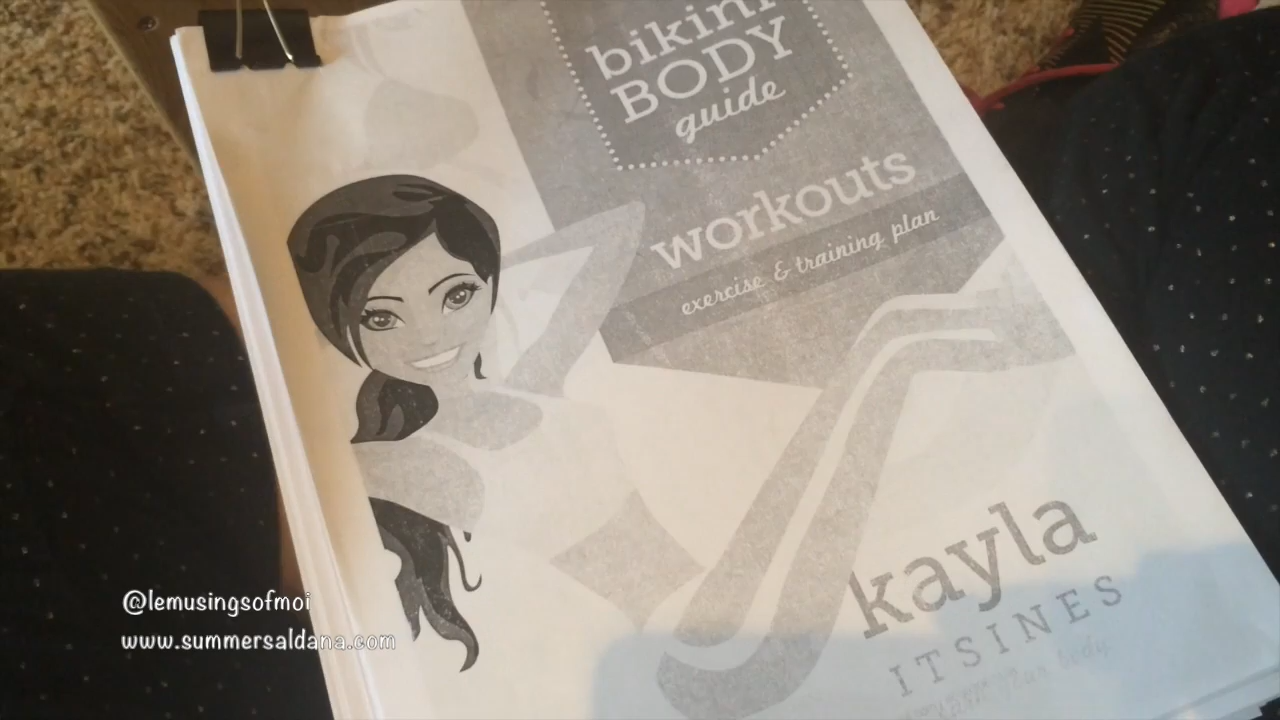 bikini
BODY
guide
workouts
exercise & training plan
kayla
ITSINES
@lemusingsofmoi
www.summersaldana.com